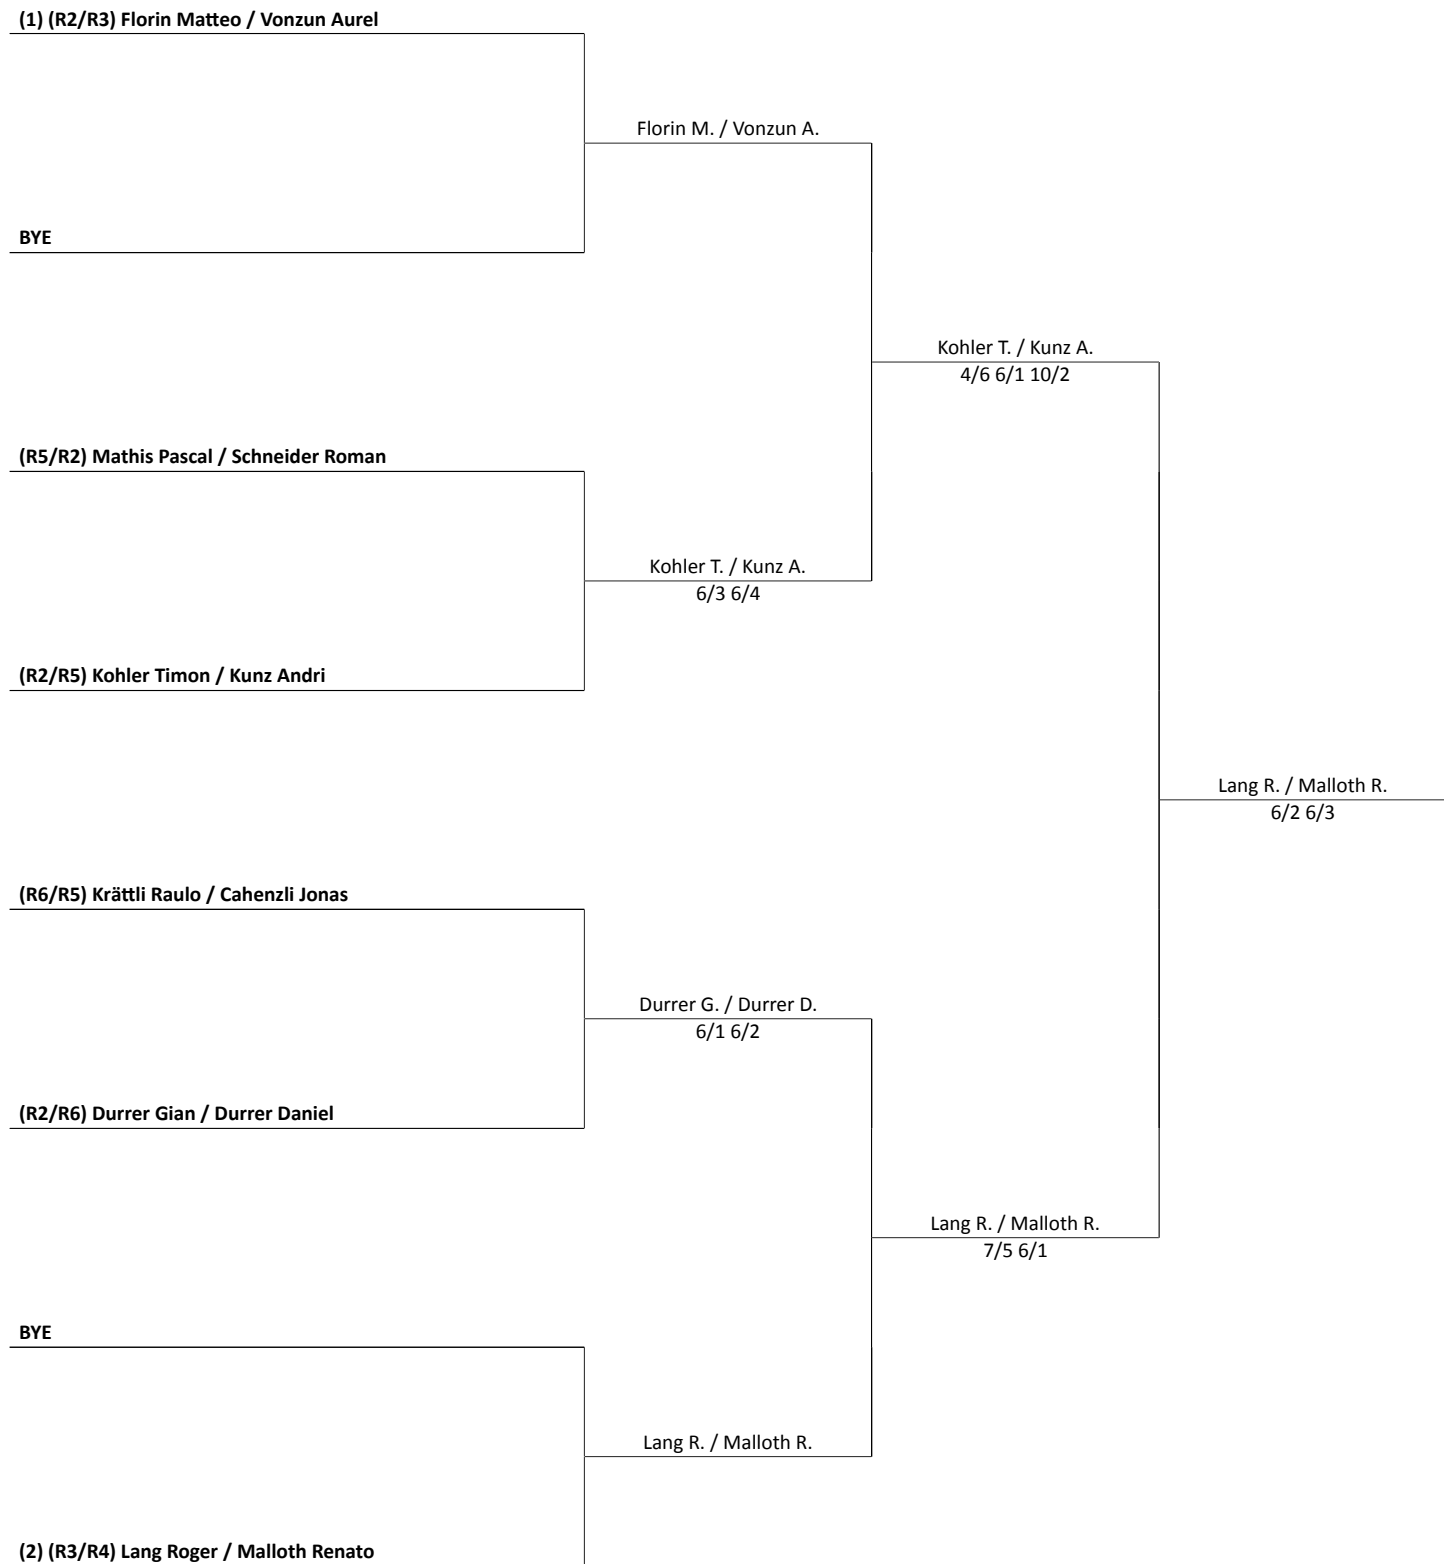 (1) (R2/R3) Florin Matteo / Vonzun Aurel
Florin M. / Vonzun A.
BYE
Kohler T. / Kunz A.
4/6 6/1 10/2
(R5/R2) Mathis Pascal / Schneider Roman
Kohler T. / Kunz A.
6/3 6/4
(R2/R5) Kohler Timon / Kunz Andri
Lang R. / Malloth R.
6/2 6/3
(R6/R5) Krättli Raulo / Cahenzli Jonas
Durrer G. / Durrer D.
6/1 6/2
(R2/R6) Durrer Gian / Durrer Daniel
Lang R. / Malloth R.
7/5 6/1
BYE
Lang R. / Malloth R.
(2) (R3/R4) Lang Roger / Malloth Renato